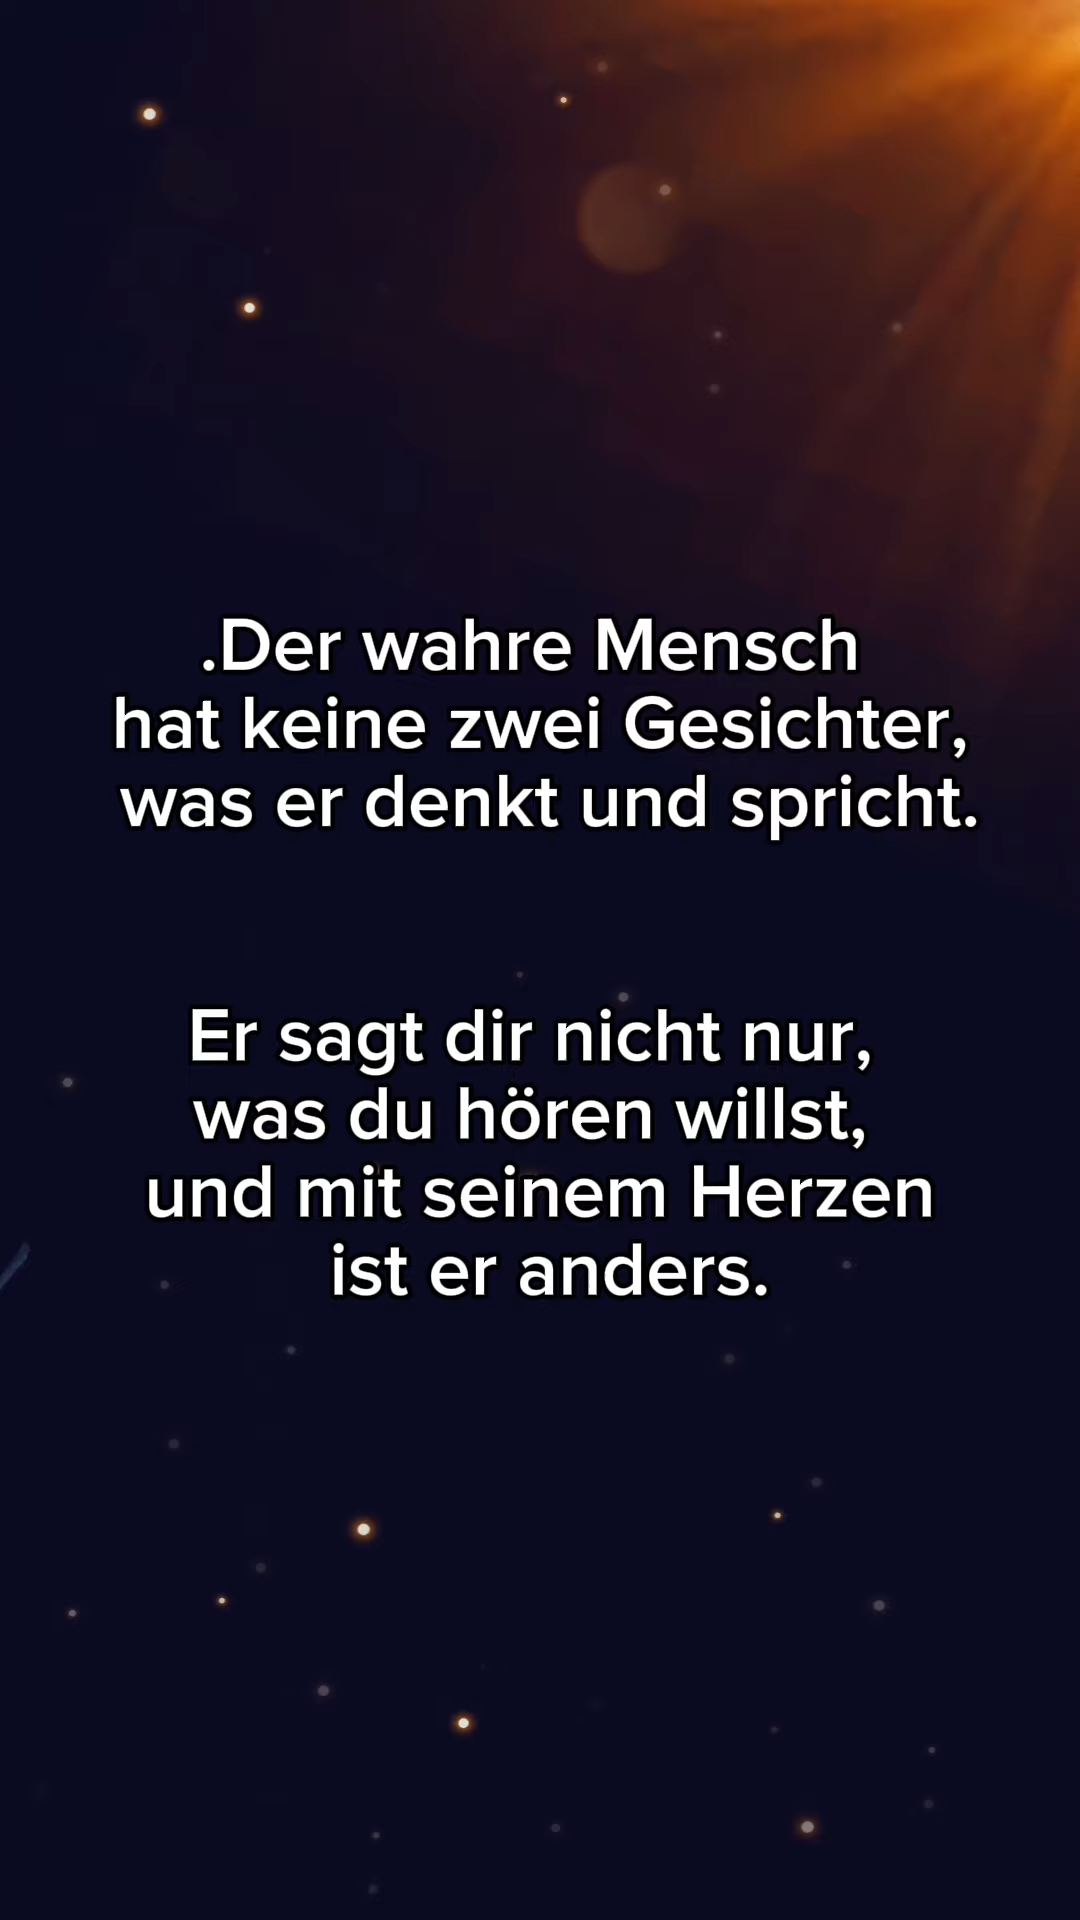 .Der wahre Mensch
hat keine zwei Gesichter,
was er denkt und spricht.
Er sagt dir nicht nur,
was du hören willst,
und mit seinem Herzen
ist er anders.